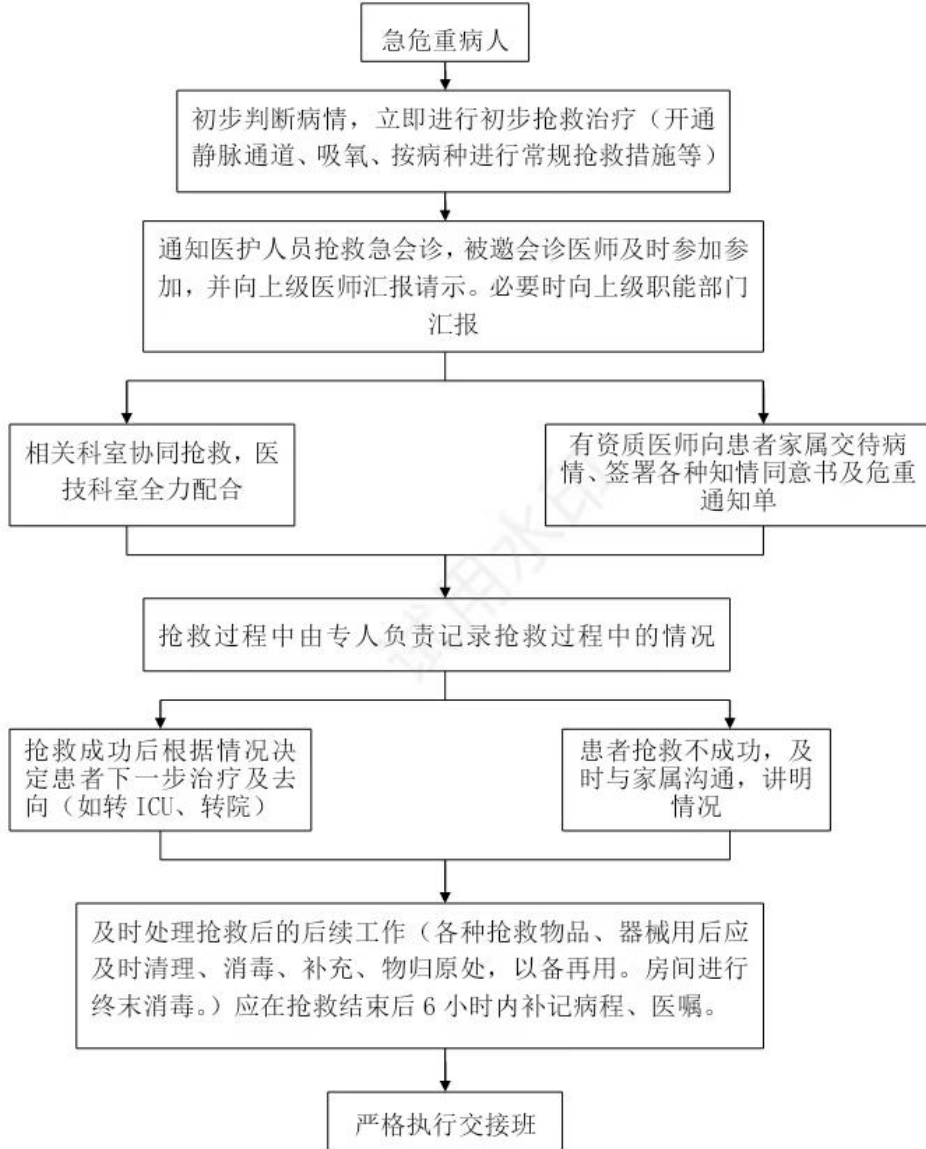 急危重病人
初步判断病情，立即进行初步抢救治疗（开通
静脉通道、吸氧、按病种进行常规抢救措施等）
通知医护人员抢救急会诊，被邀会诊医师及时参加参
加，并向上级医师汇报请示。必要时向上级职能部门
汇报
相关科室协同抢救，医
技科室全力配合
有资质医师向患者家属交待病
情、签署各种知情同意书及危重
通知单
试用水印
抢救过程中由专人负责记录抢救过程中的情况
抢救成功后根据情况决
定患者下一步治疗及去
向（如转 ICU、转院）
患者抢救不成功，及
时与家属沟通，讲明
情况
及时处理抢救后的后续工作（各种抢救物品、器械用后应
及时清理、消毒、补充、物归原处，以备再用。房间进行
终末消毒。）应在抢救结束后 6 小时内补记病程、医嘱。
严格执行交接班